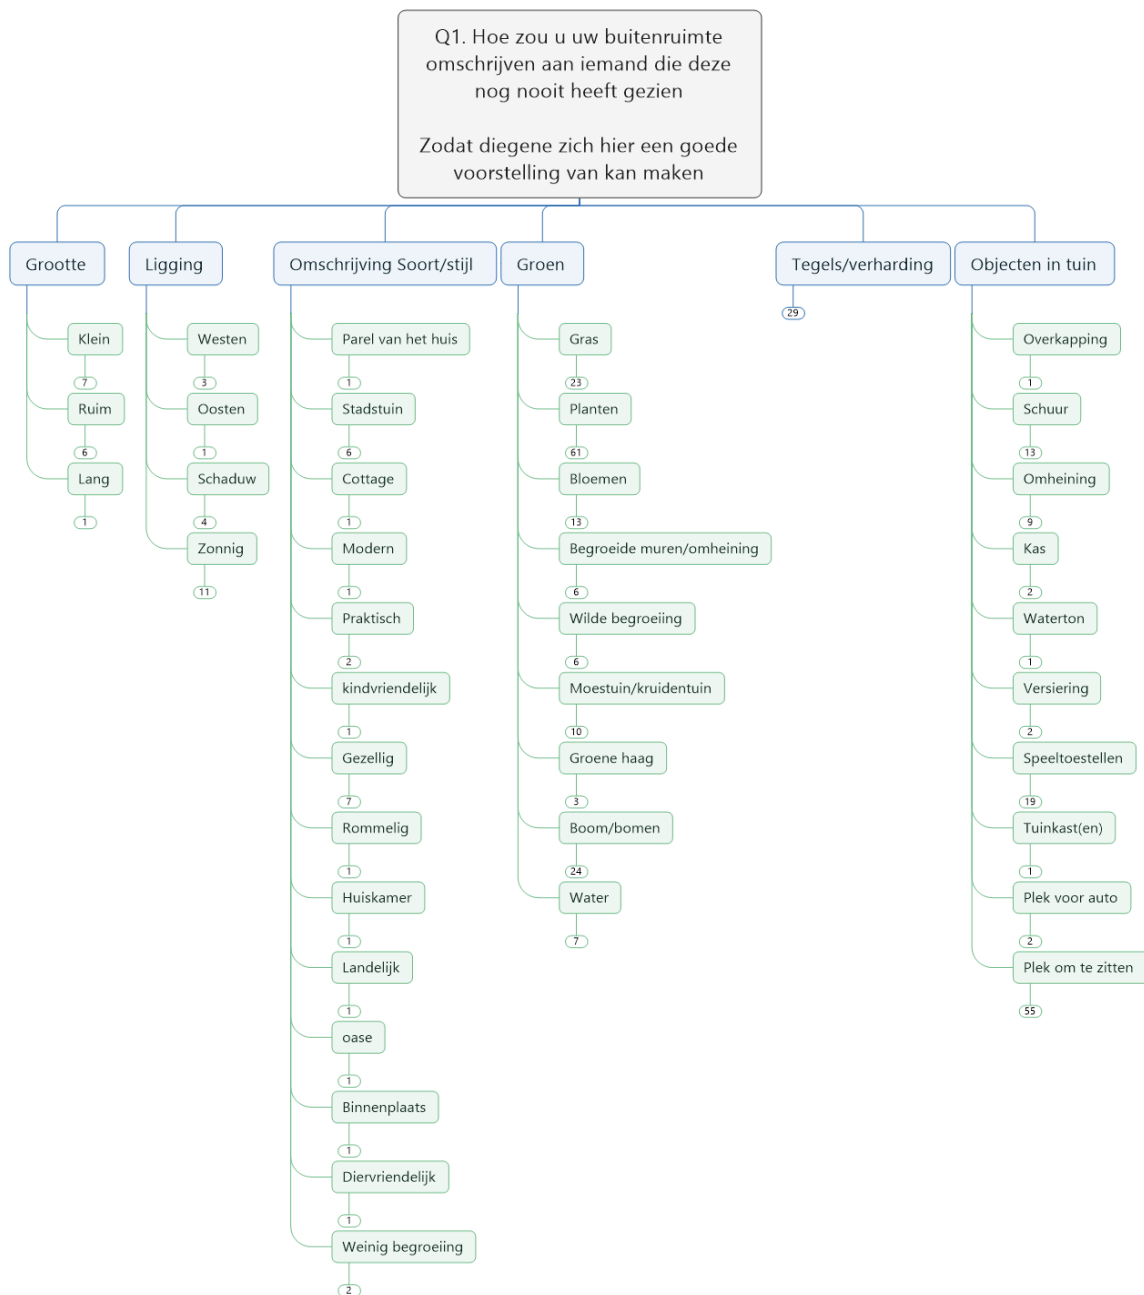 Q1. Hoe zou u uw buitenruimte
omschrijven aan iemand die deze
nog nooit heeft gezien
Zodat diegene zich hier een goede
voorstelling van kan maken
Grootte
Klein
7
Ruim
6
Lang
1
Ligging
Westen
3
Oosten
1
Schaduw
4
Zonnig
11
Omschrijving Soort/stijl
Parel van het huis
1
Stadstuin
6
Cottage
1
Modern
1
Praktisch
2
kindvriendelijk
1
Gezellig
7
Rommelig
1
Huiskamer
1
Landelijk
1
oase
1
Binnenplaats
1
Diervriendelijk
1
Weinig begroeiing
2
Groen
Gras
23
Planten
61
Bloemen
13
Begroeide muren/omheining
6
Wilde begroeiing
6
Moestuin/kruidentuin
10
Groene haag
3
Boom/bomen
24
Water
7
Tegels/verharding
29
Objecten in tuin
Overkapping
1
Schuur
13
Omheining
9
Kas
2
Waterton
1
Versiering
2
Speeltoestellen
19
Tuinkast(en)
1
Plek voor auto
2
Plek om te zitten
55